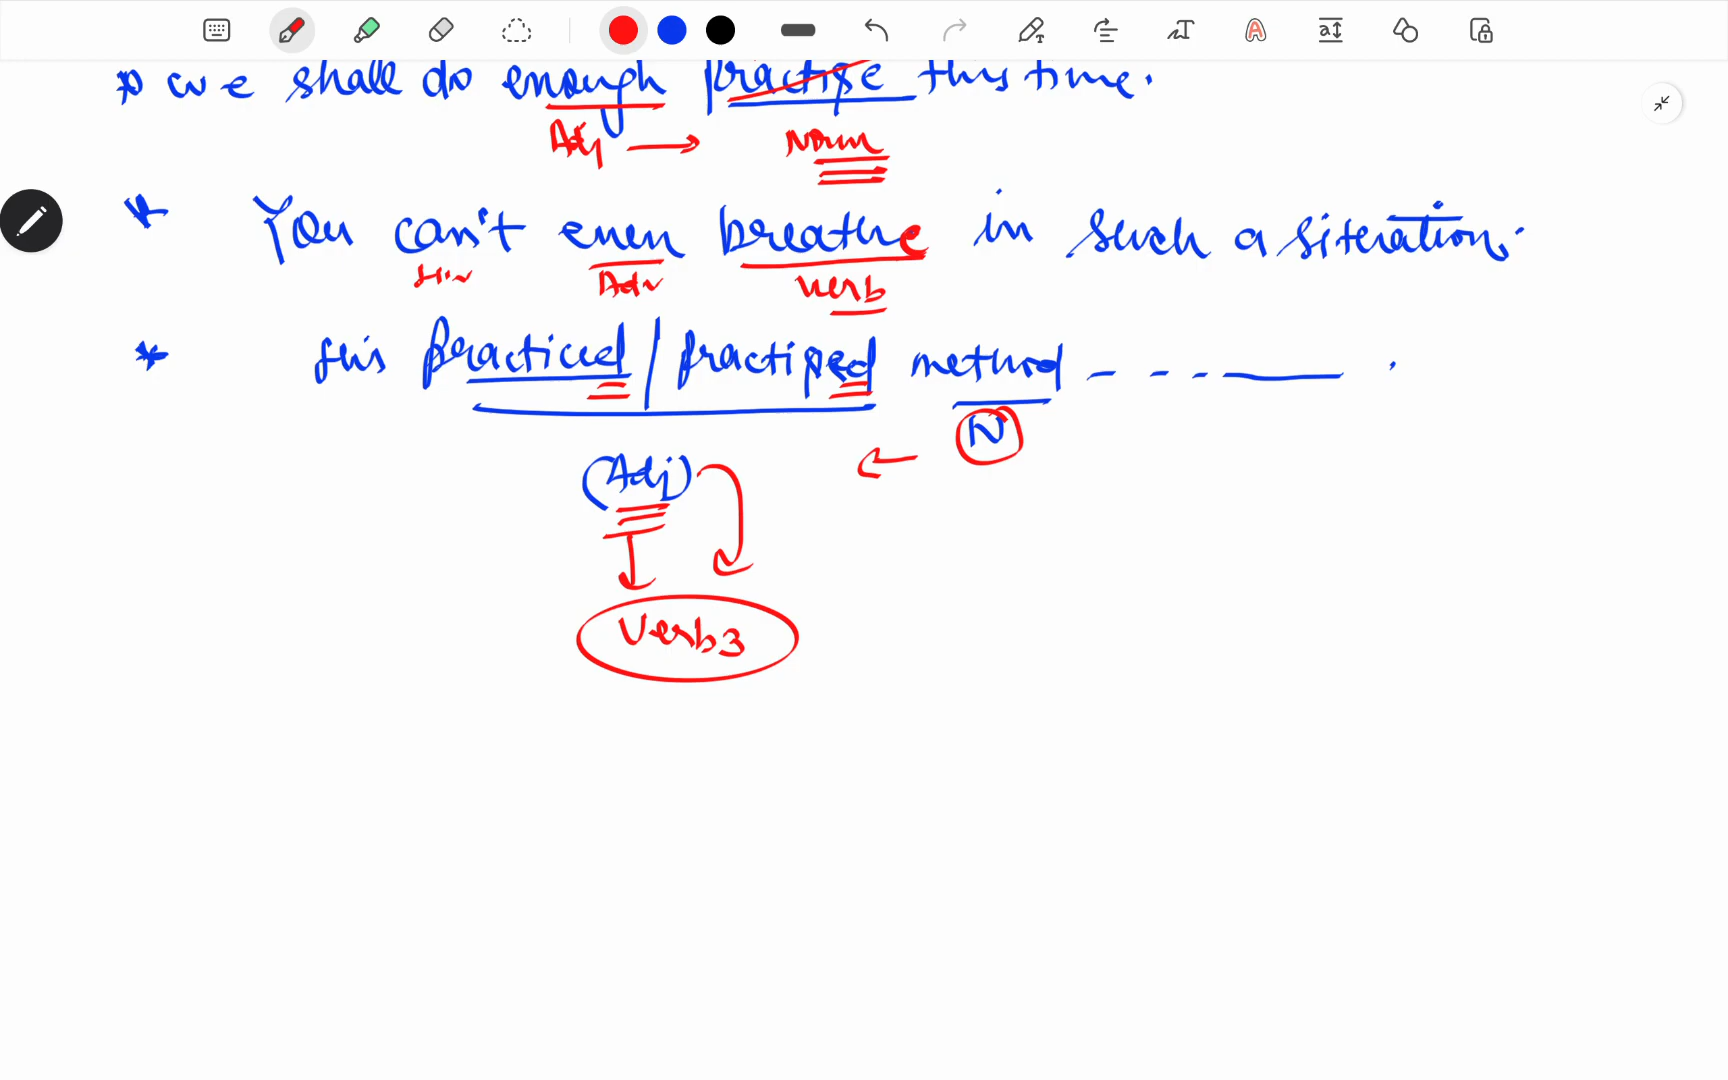 we shall do enough practise this time.
Adj → Noun
You can't even breathe in such a situation.
H.V Adv verb
this practiced / practised method - - - ——— .
N
(Adj)
Verb3